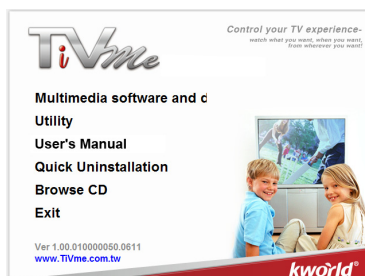 TiVme
Control your TV experience-
watch what you want, when you want,
from wherever you want!
Multimedia software and d
Utility
User's Manual
Quick Uninstallation
Browse CD
Exit
Ver 1.00.010000050.0611
www.TiVme.com.tw
kworld®